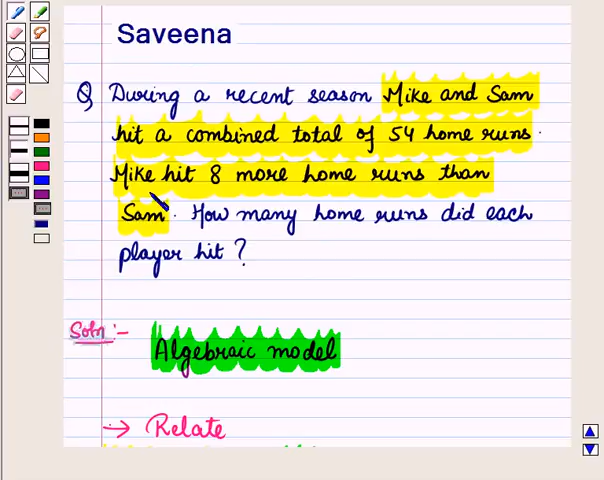 Saveena
Q During a recent season Mike and Sam
hit a combined total of 54 home runs.
Mike hit 8 more home runs than
Sam. How many home runs did each
player hit?
Soln :-
Algebraic model
→ Relate